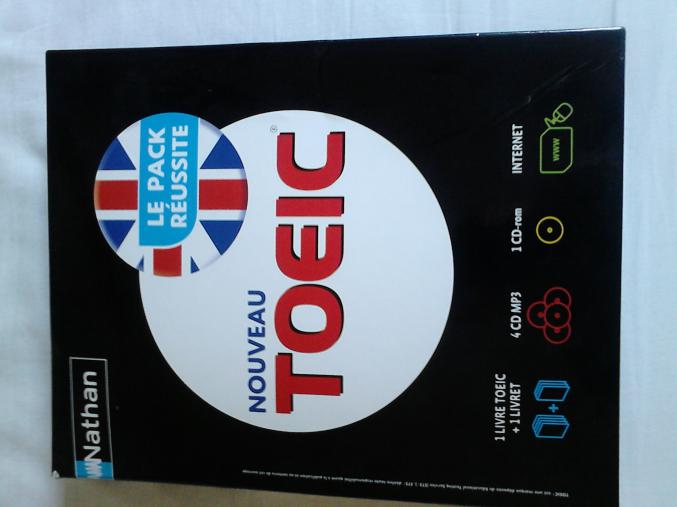 Nathan
LE PACK
RÉUSSITE
NOUVEAU
TOEIC®
1 LIVRE TOEIC
+ 1 LIVRET
+
4 CD MP3
1 CD-rom
INTERNET
www